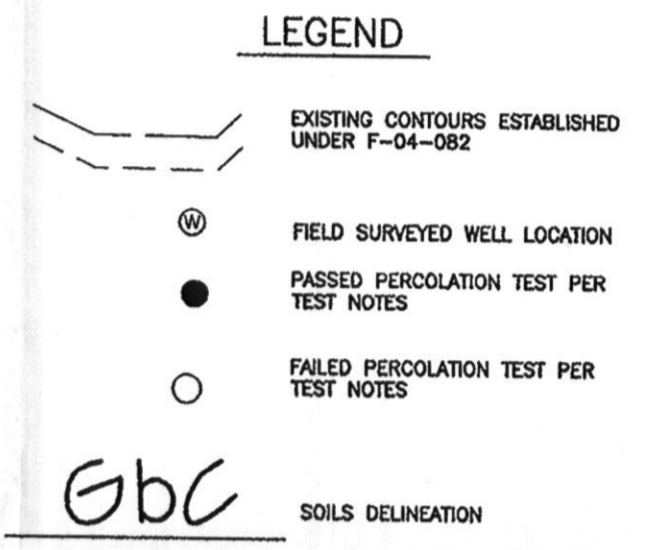 LEGEND
EXISTING CONTOURS ESTABLISHED
UNDER F-04-082
W
FIELD SURVEYED WELL LOCATION
PASSED PERCOLATION TEST PER
TEST NOTES
FAILED PERCOLATION TEST PER
TEST NOTES
GbC
SOILS DELINEATION